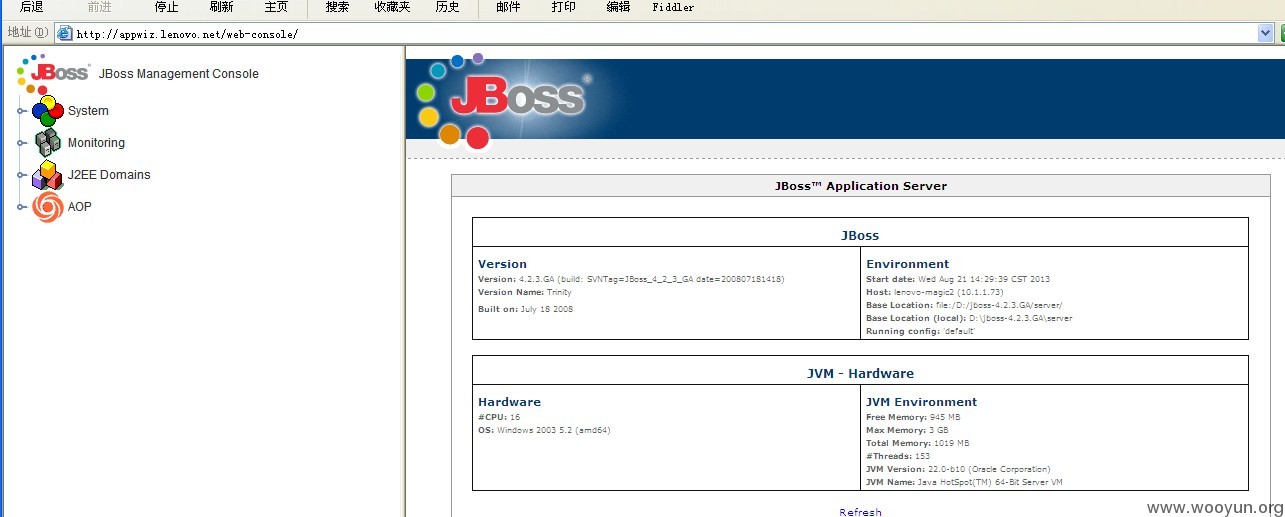 后退 前进 停止 刷新 主页 搜索 收藏夹 历史 邮件 打印 编辑 Fiddler
地址(D) http://appwiz.lenovo.net/web-console/
JBoss® JBoss Management Console
System
Monitoring
J2EE Domains
AOP
JBoss®
JBoss™ Application Server
JBoss
Version
Version: 4.2.3.GA (build: SVNTag=JBoss_4_2_3_GA date=200807181418)
Version Name: Trinity
Built on: July 18 2008
Environment
Start date: Wed Aug 21 14:29:39 CST 2013
Host: lenovo-magic2 (10.1.1.73)
Base Location: file:/D:/jboss-4.2.3.GA/server/
Base Location (local): D:\jboss-4.2.3.GA\server
Running config: 'default'
JVM - Hardware
Hardware
#CPU: 16
OS: Windows 2003 5.2 (amd64)
JVM Environment
Free Memory: 945 MB
Max Memory: 3 GB
Total Memory: 1019 MB
#Threads: 153
JVM Version: 22.0-b10 (Oracle Corporation)
JVM Name: Java HotSpot(TM) 64-Bit Server VM
Refresh
www.wooyun.org